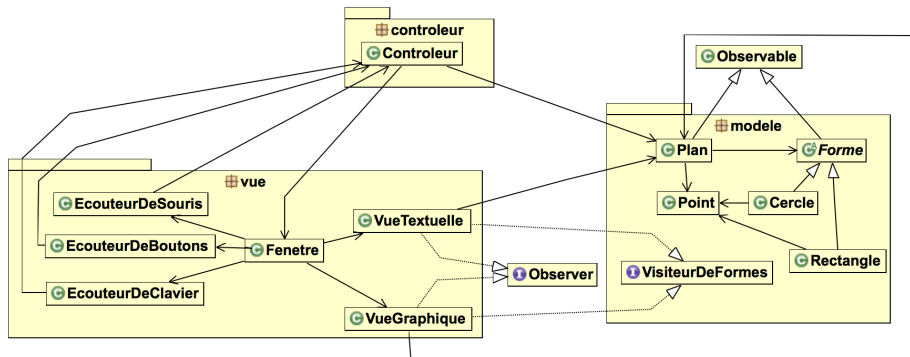 controleur
Controleur
Observable
modele
Plan
Forme
vue
EcouteurDeSouris
VueTextuelle
Point
Cercle
EcouteurDeBoutons
Fenetre
Observer
VisiteurDeFormes
Rectangle
EcouteurDeClavier
VueGraphique